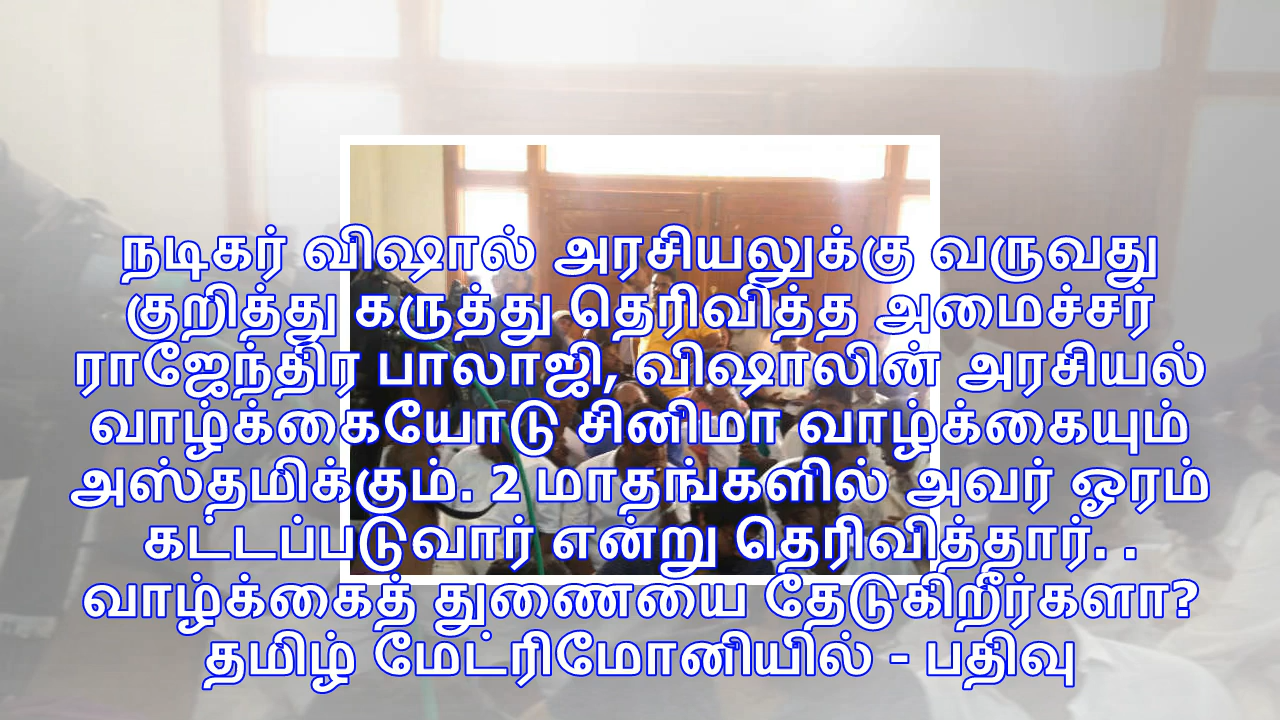 நடிகர் விஷால் அரசியலுக்கு வருவது
குறித்து கருத்து தெரிவித்த அமைச்சர்
ராஜேந்திர பாலாஜி, விஷாலின் அரசியல்
வாழ்க்கையோடு சினிமா வாழ்க்கையும்
அஸ்தமிக்கும். 2 மாதங்களில் அவர் ஓரம்
கட்டப்படுவார் என்று தெரிவித்தார். .
வாழ்க்கைத் துணையை தேடுகிறீர்களா?
தமிழ் மேட்ரிமோனியில் - பதிவு